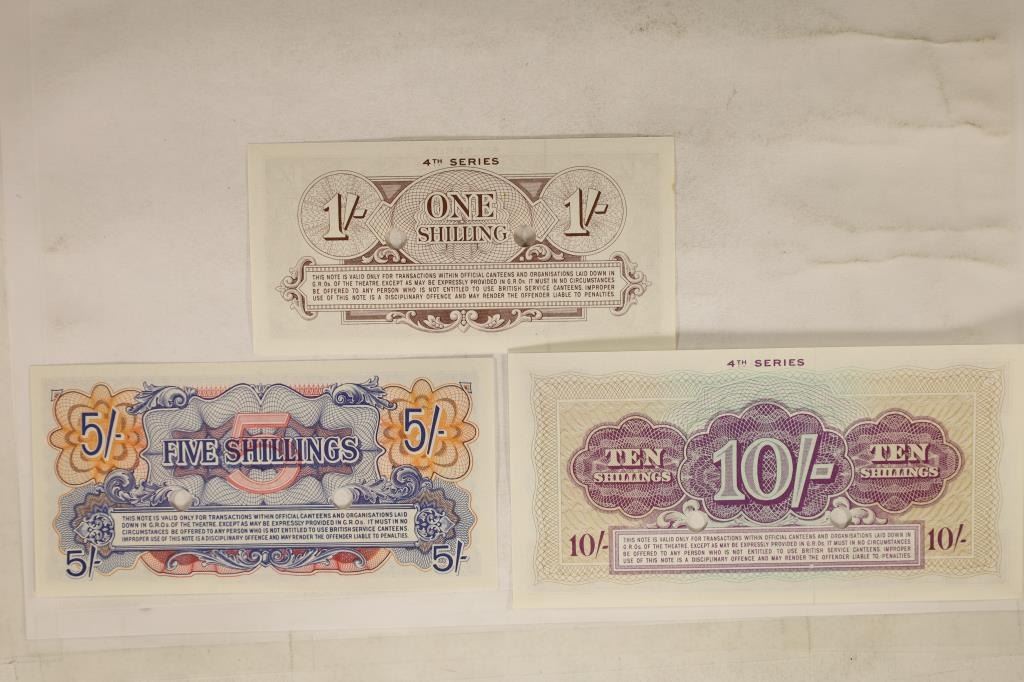 4TH SERIES
1/- ONE 1/-
SHILLING
THIS NOTE IS VALID ONLY FOR TRANSACTIONS WITHIN OFFICIAL CANTEENS AND ORGANISATIONS LAID DOWN IN
G.R.Os. OF THE THEATRE EXCEPT AS MAY BE EXPRESSLY PROVIDED IN G.R.Os. IT MUST IN NO CIRCUMSTANCES
BE OFFERED TO ANY PERSON WHO IS NOT ENTITLED TO USE BRITISH SERVICE CANTEENS. IMPROPER
USE OF THIS NOTE IS A DISCIPLINARY OFFENCE AND MAY RENDER THE OFFENDER LIABLE TO PENALTIES.
5/- 5 5/-
FIVE SHILLINGS
THIS NOTE IS VALID ONLY FOR TRANSACTIONS WITHIN OFFICIAL CANTEENS AND ORGANISATIONS LAID
DOWN IN G.R.Os. OF THE THEATRE EXCEPT AS MAY BE EXPRESSLY PROVIDED IN G.R.Os. IT MUST IN NO
CIRCUMSTANCES BE OFFERED TO ANY PERSON WHO IS NOT ENTITLED TO USE BRITISH SERVICE CANTEENS
IMPROPER USE OF THIS NOTE IS A DISCIPLINARY OFFENCE AND MAY RENDER THE OFFENDER LIABLE TO PENALTIES.
5/- 5/-
4TH SERIES
TEN 10/- TEN
SHILLINGS SHILLINGS
10/- 10/-
THIS NOTE IS VALID ONLY FOR TRANSACTIONS WITHIN OFFICIAL CANTEENS AND ORGANISATIONS LAID DOWN IN
G.R.Os. OF THE THEATRE EXCEPT AS MAY BE EXPRESSLY PROVIDED IN G.R.Os. IT MUST IN NO CIRCUMSTANCES
BE OFFERED TO ANY PERSON WHO IS NOT ENTITLED TO USE BRITISH SERVICE CANTEENS. IMPROPER
USE OF THIS NOTE IS A DISCIPLINARY OFFENCE AND MAY RENDER THE OFFENDER LIABLE TO PENALTIES.